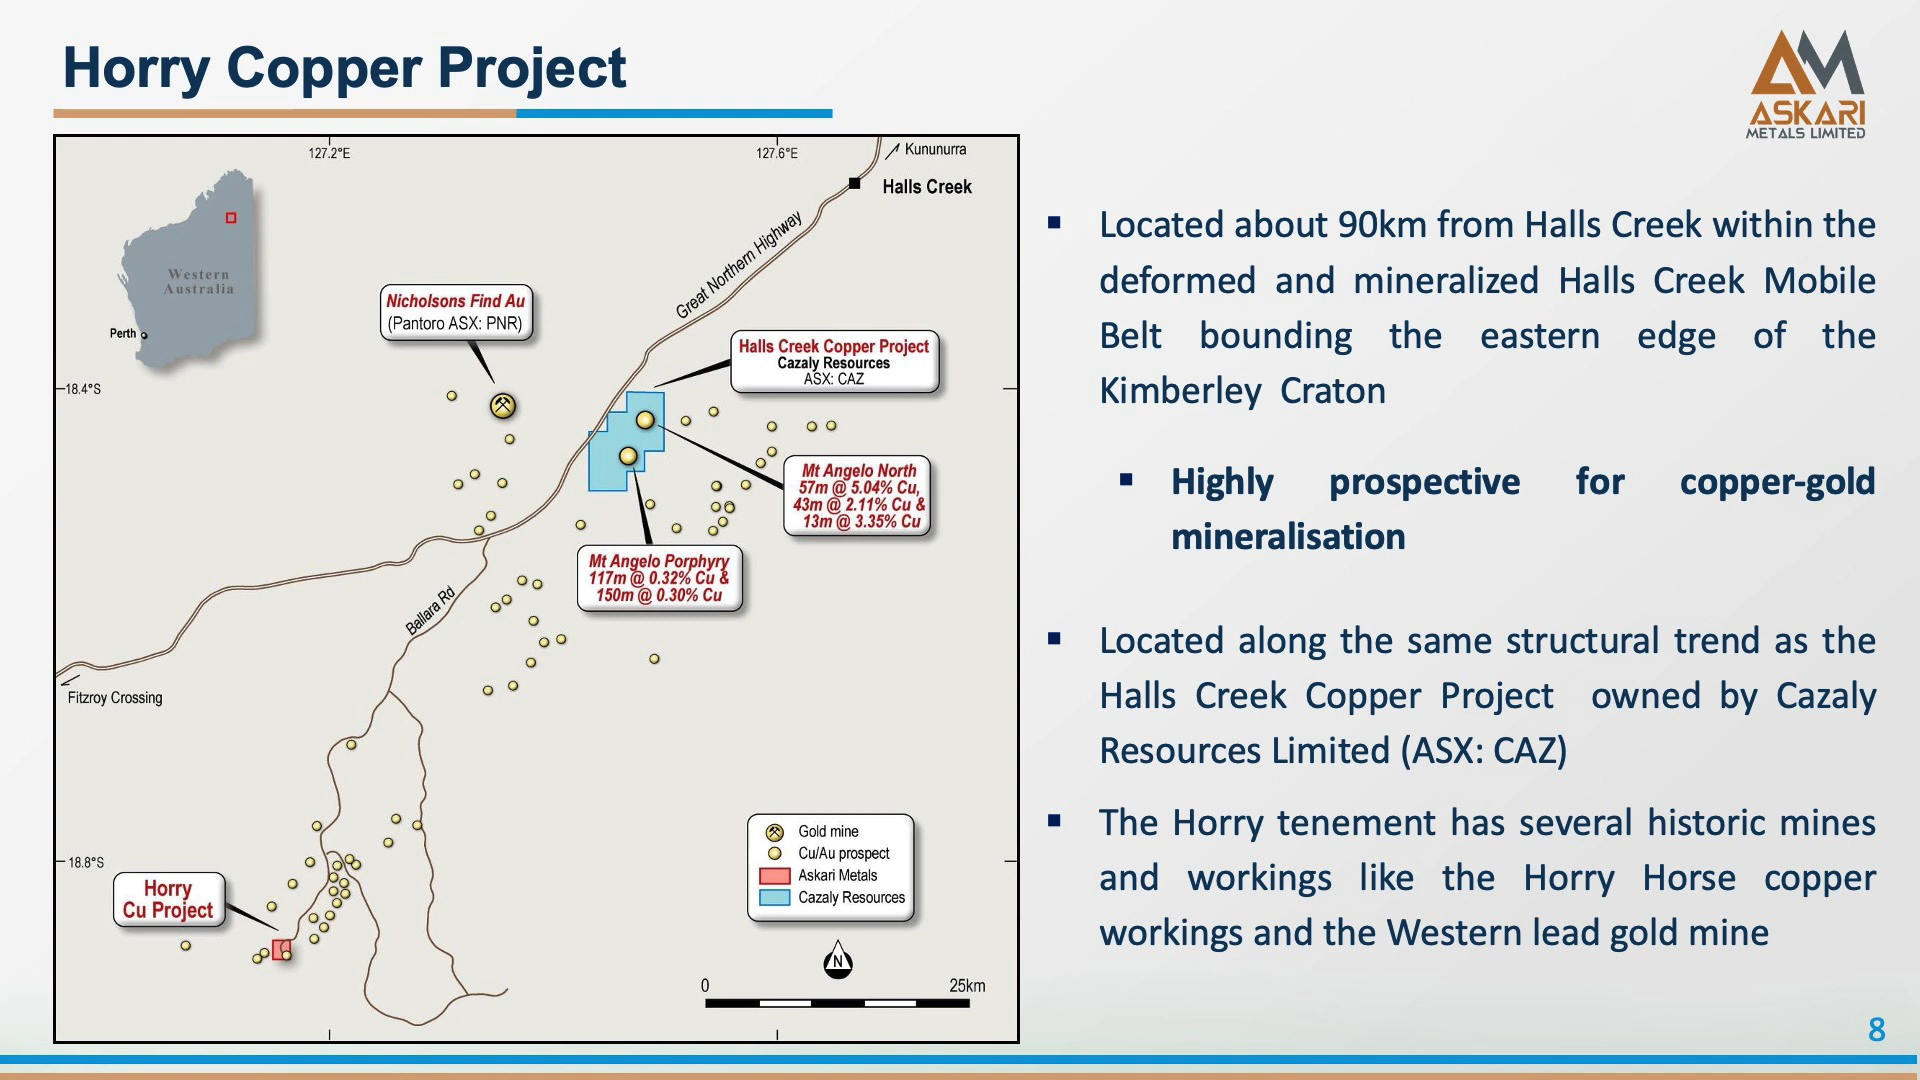 Horry Copper Project
AM
ASKARI
METALS LIMITED
127.2°E
127.6°E
Kununurra
Halls Creek
Great Northern Highway
Western
Australia
Perth
Nicholsons Find Au
(Pantoro ASX: PNR)
Halls Creek Copper Project
Cazaly Resources
ASX: CAZ
18.4°S
Mt Angelo North
57m @ 5.04% Cu,
43m @ 2.11% Cu &
13m @ 3.35% Cu
Mt Angelo Porphyry
117m @ 0.32% Cu &
150m @ 0.30% Cu
Ballara Rd
Fitzroy Crossing
18.8°S
Horry
Cu Project
Gold mine
Cu/Au prospect
Askari Metals
Cazaly Resources
N
0 25km
▪ Located about 90km from Halls Creek within the
deformed and mineralized Halls Creek Mobile
Belt bounding the eastern edge of the
Kimberley Craton
▪ Highly prospective for copper-gold
mineralisation
▪ Located along the same structural trend as the
Halls Creek Copper Project owned by Cazaly
Resources Limited (ASX: CAZ)
▪ The Horry tenement has several historic mines
and workings like the Horry Horse copper
workings and the Western lead gold mine
8